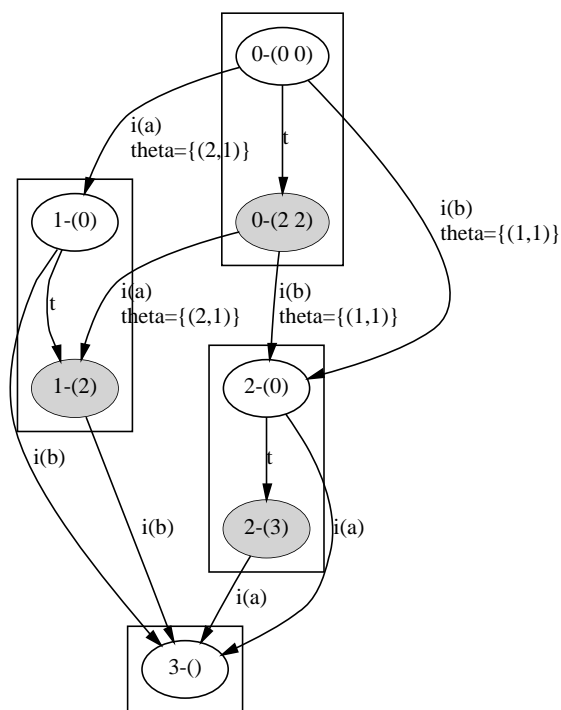 0-(0 0)
i(a)
theta={(2,1)}
t
1-(0)
0-(2 2)
i(b)
theta={(1,1)}
t
i(a)
theta={(2,1)}
i(b)
theta={(1,1)}
1-(2)
2-(0)
i(b)
t
i(b)
2-(3)
i(a)
i(a)
3-()